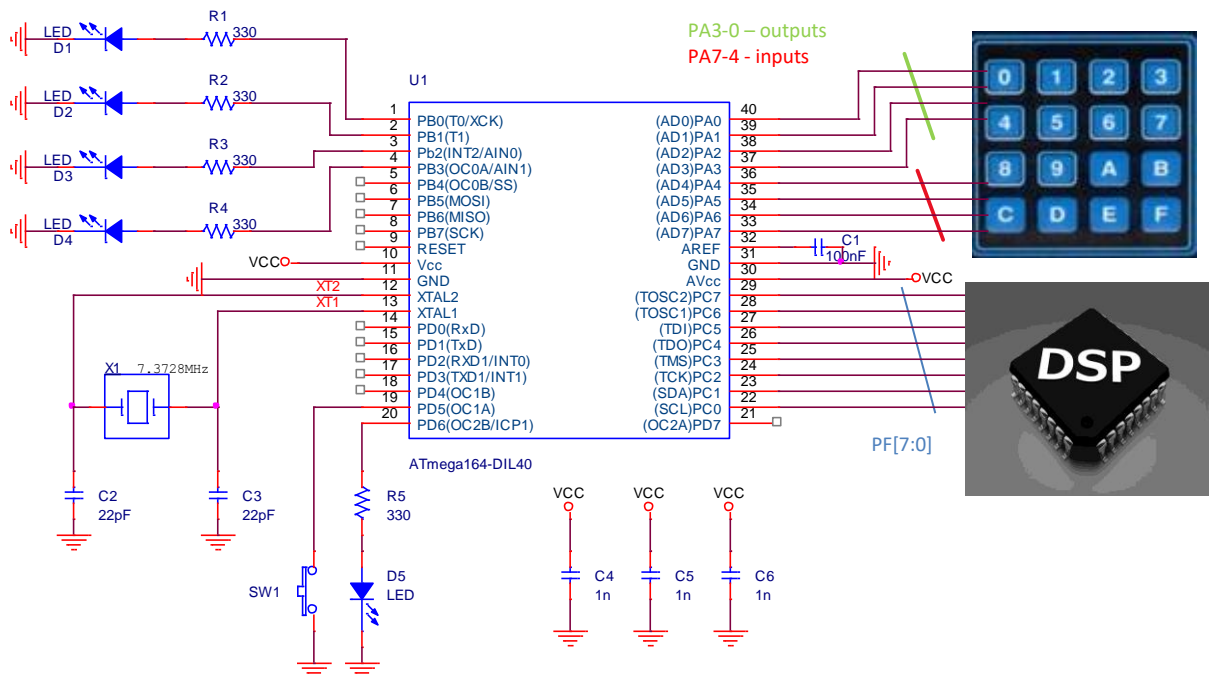 PA3-0 – outputs
PA7-4 - inputs
LED
D1
R1
330
LED
D2
R2
330
LED
D3
R3
330
LED
D4
R4
330
U1
1
PB0(T0/XCK)
2
PB1(T1)
3
Pb2(INT2/AIN0)
4
PB3(OC0A/AIN1)
5
PB4(OC0B/SS)
6
PB5(MOSI)
7
PB6(MISO)
8
PB7(SCK)
9
RESET
10
Vcc
11
GND
12
XTAL2
13
XTAL1
14
PD0(RxD)
15
PD1(TxD)
16
PD2(RXD1/INT0)
17
PD3(TXD1/INT1)
18
PD4(OC1B)
19
PD5(OC1A)
20
PD6(OC2B/ICP1)
40
(AD0)PA0
39
(AD1)PA1
38
(AD2)PA2
37
(AD3)PA3
36
(AD4)PA4
35
(AD5)PA5
34
(AD6)PA6
33
(AD7)PA7
32
AREF
31
GND
30
AVcc
29
(TOSC2)PC7
28
(TOSC1)PC6
27
(TDI)PC5
26
(TDO)PC4
25
(TMS)PC3
24
(TCK)PC2
23
(SDA)PC1
22
(SCL)PC0
21
(OC2A)PD7
ATmega164-DIL40
VCC
XT2
XT1
X1 7.3728MHz
C2
22pF
C3
22pF
SW1
R5
330
D5
LED
C1
100nF
VCC
0 1 2 3
4 5 6 7
8 9 A B
C D E F
DSP
PF[7:0]
VCC
C4
1n
VCC
C5
1n
VCC
C6
1n